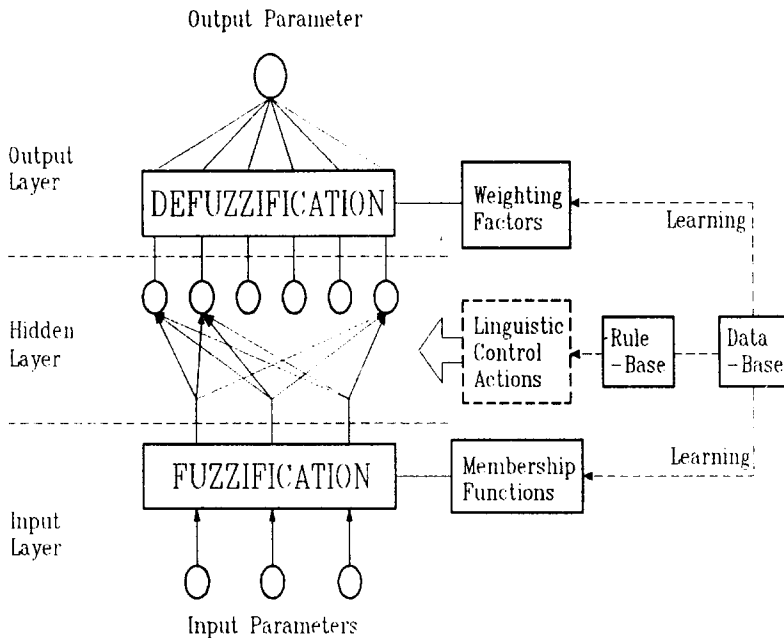 Output Parameter
Output
Layer
DEFUZZIFICATION
Weighting
Factors
Learning
Hidden
Layer
Linguistic
Control
Actions
Rule
-Base
Data
-Base
FUZZIFICATION
Membership
Functions
Learning
Input
Layer
Input Parameters